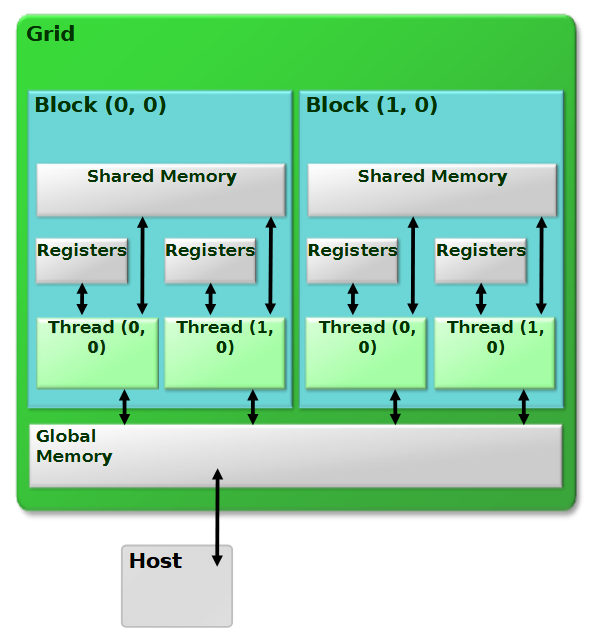 Grid
Block (0, 0)
Block (1, 0)
Shared Memory
Shared Memory
Registers
Registers
Registers
Registers
Thread (0,
0)
Thread (1,
0)
Thread (0,
0)
Thread (1,
0)
Global
Memory
Host